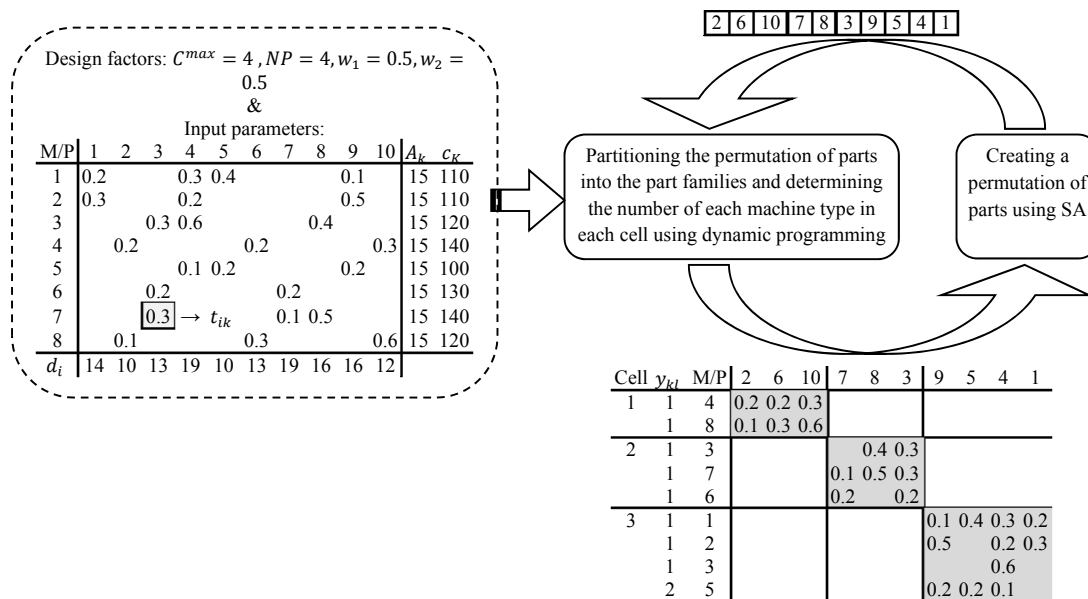 2 6 10 7 8 3 9 5 4 1
Design factors: C^max = 4 , NP = 4, w_1 = 0.5, w_2 =
0.5
&
Input parameters:
M/P 1 2 3 4 5 6 7 8 9 10 A_k c_K
1 0.2 0.3 0.4 0.1 15 110
2 0.3 0.2 0.5 15 110
3 0.3 0.6 0.4 15 120
4 0.2 0.2 0.3 15 140
5 0.1 0.2 0.2 15 100
6 0.2 0.2 15 130
7 0.3 → t_ik 0.1 0.5 15 140
8 0.1 0.3 0.6 15 120
d_i 14 10 13 19 10 13 19 16 16 12
Partitioning the permutation of parts
into the part families and determining
the number of each machine type in
each cell using dynamic programming
Creating a
permutation of
parts using SA
Cell y_kl M/P 2 6 10 7 8 3 9 5 4 1
1 1 4 0.2 0.2 0.3
1 8 0.1 0.3 0.6
2 1 3 0.4 0.3
1 7 0.1 0.5 0.3
1 6 0.2 0.2
3 1 1 0.1 0.4 0.3 0.2
1 2 0.5 0.2 0.3
1 3 0.6
2 5 0.2 0.2 0.1